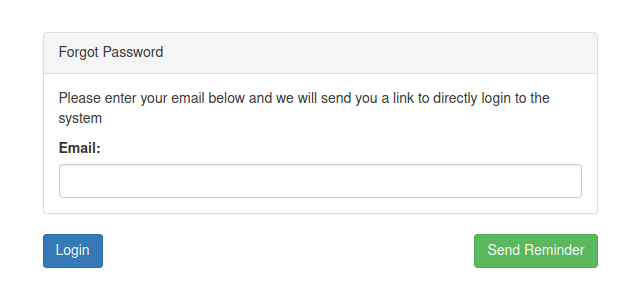 Forgot Password
Please enter your email below and we will send you a link to directly login to the
system
Email:
Login
Send Reminder